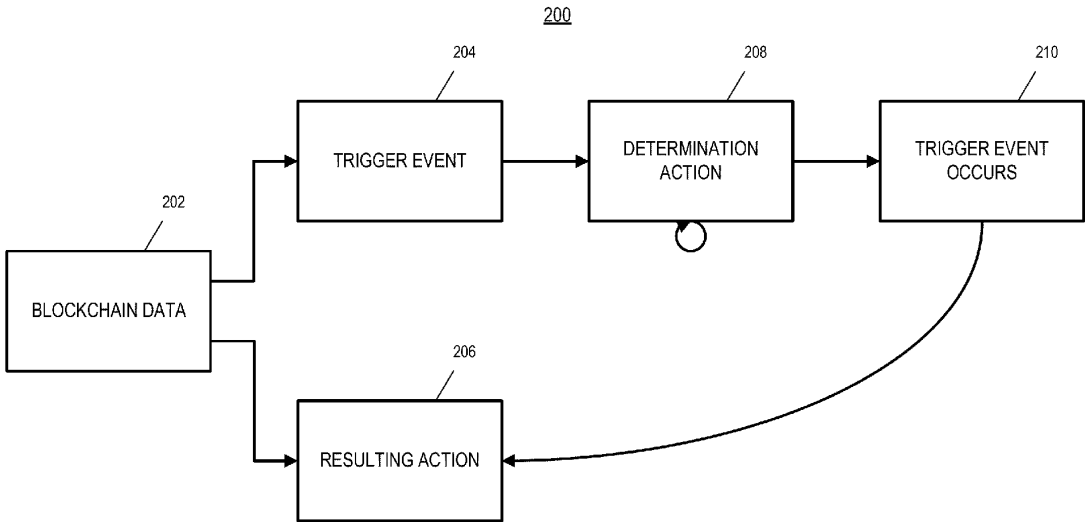 200
204
TRIGGER EVENT
208
DETERMINATION
ACTION
210
TRIGGER EVENT
OCCURS
202
BLOCKCHAIN DATA
206
RESULTING ACTION